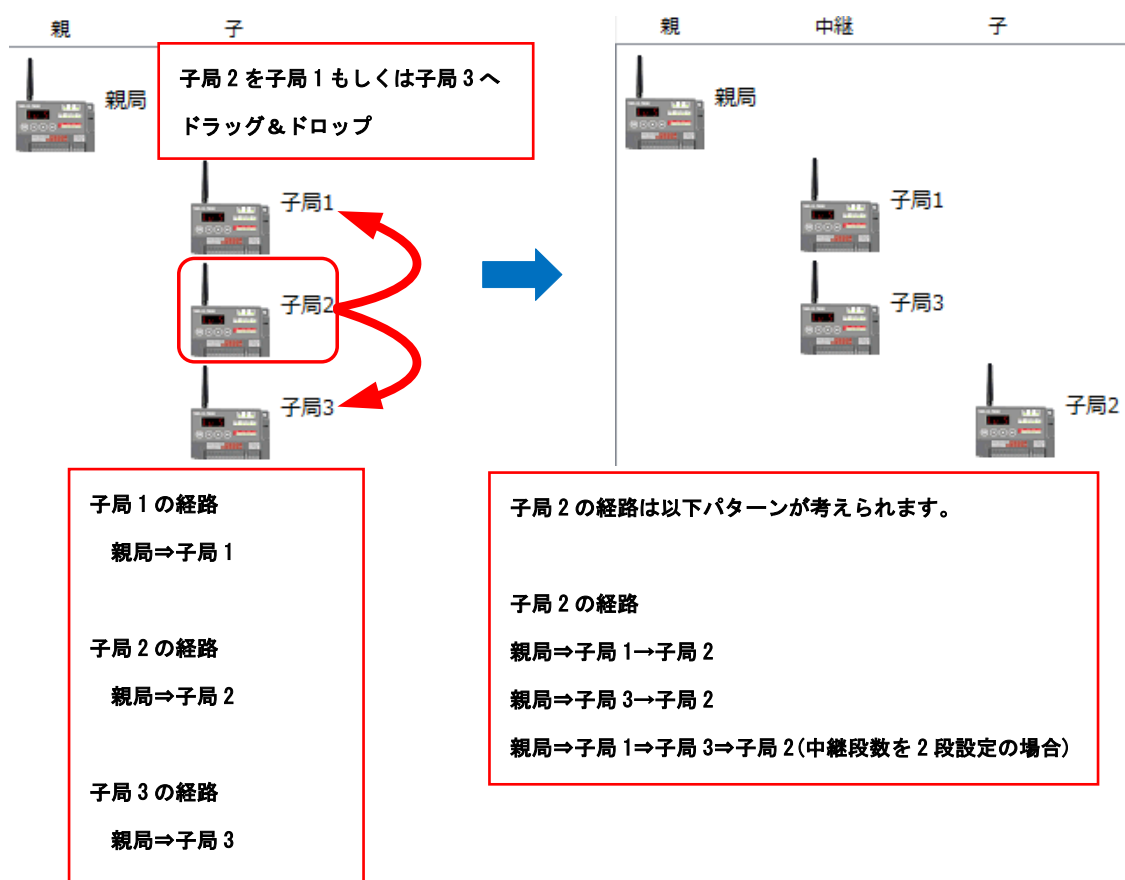 親 子
親局
子局2を子局1もしくは子局3へ
ドラッグ＆ドロップ
子局1
子局2
子局3
子局1の経路
親局⇒子局1
子局2の経路
親局⇒子局2
子局3の経路
親局⇒子局3
親 中継 子
親局
子局1
子局3
子局2
子局2の経路は以下パターンが考えられます。
子局2の経路
親局⇒子局1→子局2
親局⇒子局3→子局2
親局⇒子局1⇒子局3⇒子局2(中継段数を2段設定の場合)